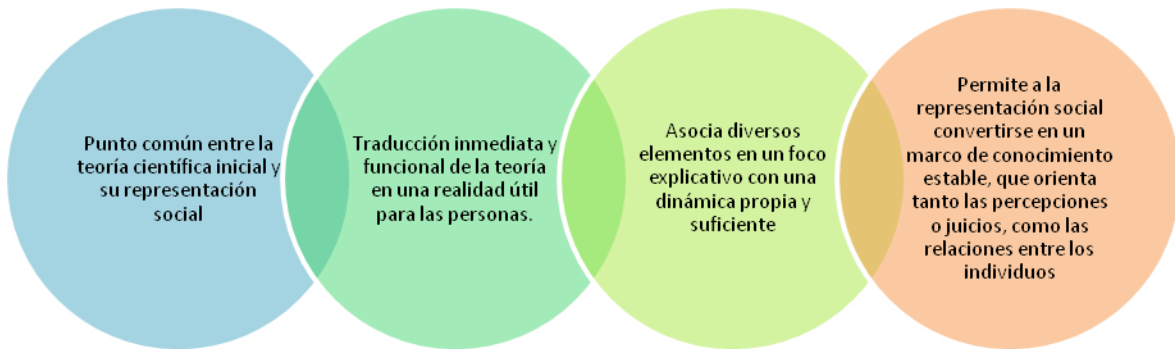 Punto común entre la
teoría científica inicial y
su representación
social
Traducción inmediata y
funcional de la teoría
en una realidad útil
para las personas.
Asocia diversos
elementos en un foco
explicativo con una
dinámica propia y
suficiente
Permite a la
representación social
convertirse en un
marco de conocimiento
estable, que orienta
tanto las percepciones
o juicios, como las
relaciones entre los
individuos